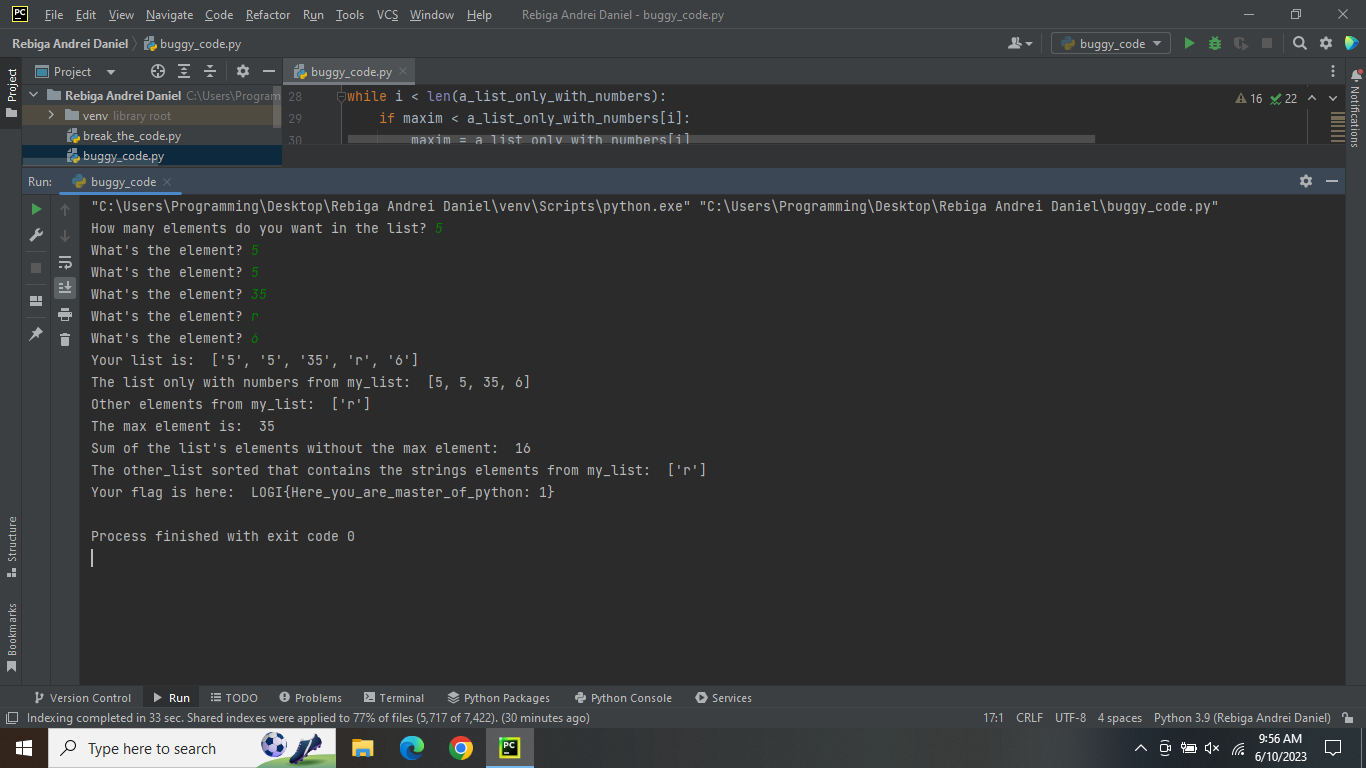 PC File Edit View Navigate Code Refactor Run Tools VCS Window Help Rebiga Andrei Daniel - buggy_code.py
Rebiga Andrei Daniel buggy_code.py buggy_code
Project buggy_code.py
Project
Rebiga Andrei Daniel C:\Users\Program
venv library root
break_the_code.py
buggy_code.py
28 while i < len(a_list_only_with_numbers):
29 if maxim < a_list_only_with_numbers[i]:
30 maxim = a_list_only_with_numbers[i]
16 22
Notifications
Run: buggy_code
"C:\Users\Programming\Desktop\Rebiga Andrei Daniel\venv\Scripts\python.exe" "C:\Users\Programming\Desktop\Rebiga Andrei Daniel\buggy_code.py"
How many elements do you want in the list? 5
What's the element? 5
What's the element? 5
What's the element? 35
What's the element? r
What's the element? 6
Your list is:  ['5', '5', '35', 'r', '6']
The list only with numbers from my_list:  [5, 5, 35, 6]
Other elements from my_list:  ['r']
The max element is:  35
Sum of the list's elements without the max element:  16
The other_list sorted that contains the strings elements from my_list:  ['r']
Your flag is here:  LOGI{Here_you_are_master_of_python: 1}
Process finished with exit code 0
Structure
Bookmarks
Version Control Run TODO Problems Terminal Python Packages Python Console Services
Indexing completed in 33 sec. Shared indexes were applied to 77% of files (5,717 of 7,422). (30 minutes ago) 17:1 CRLF UTF-8 4 spaces Python 3.9 (Rebiga Andrei Daniel)
Type here to search PC 9:56 AM
6/10/2023